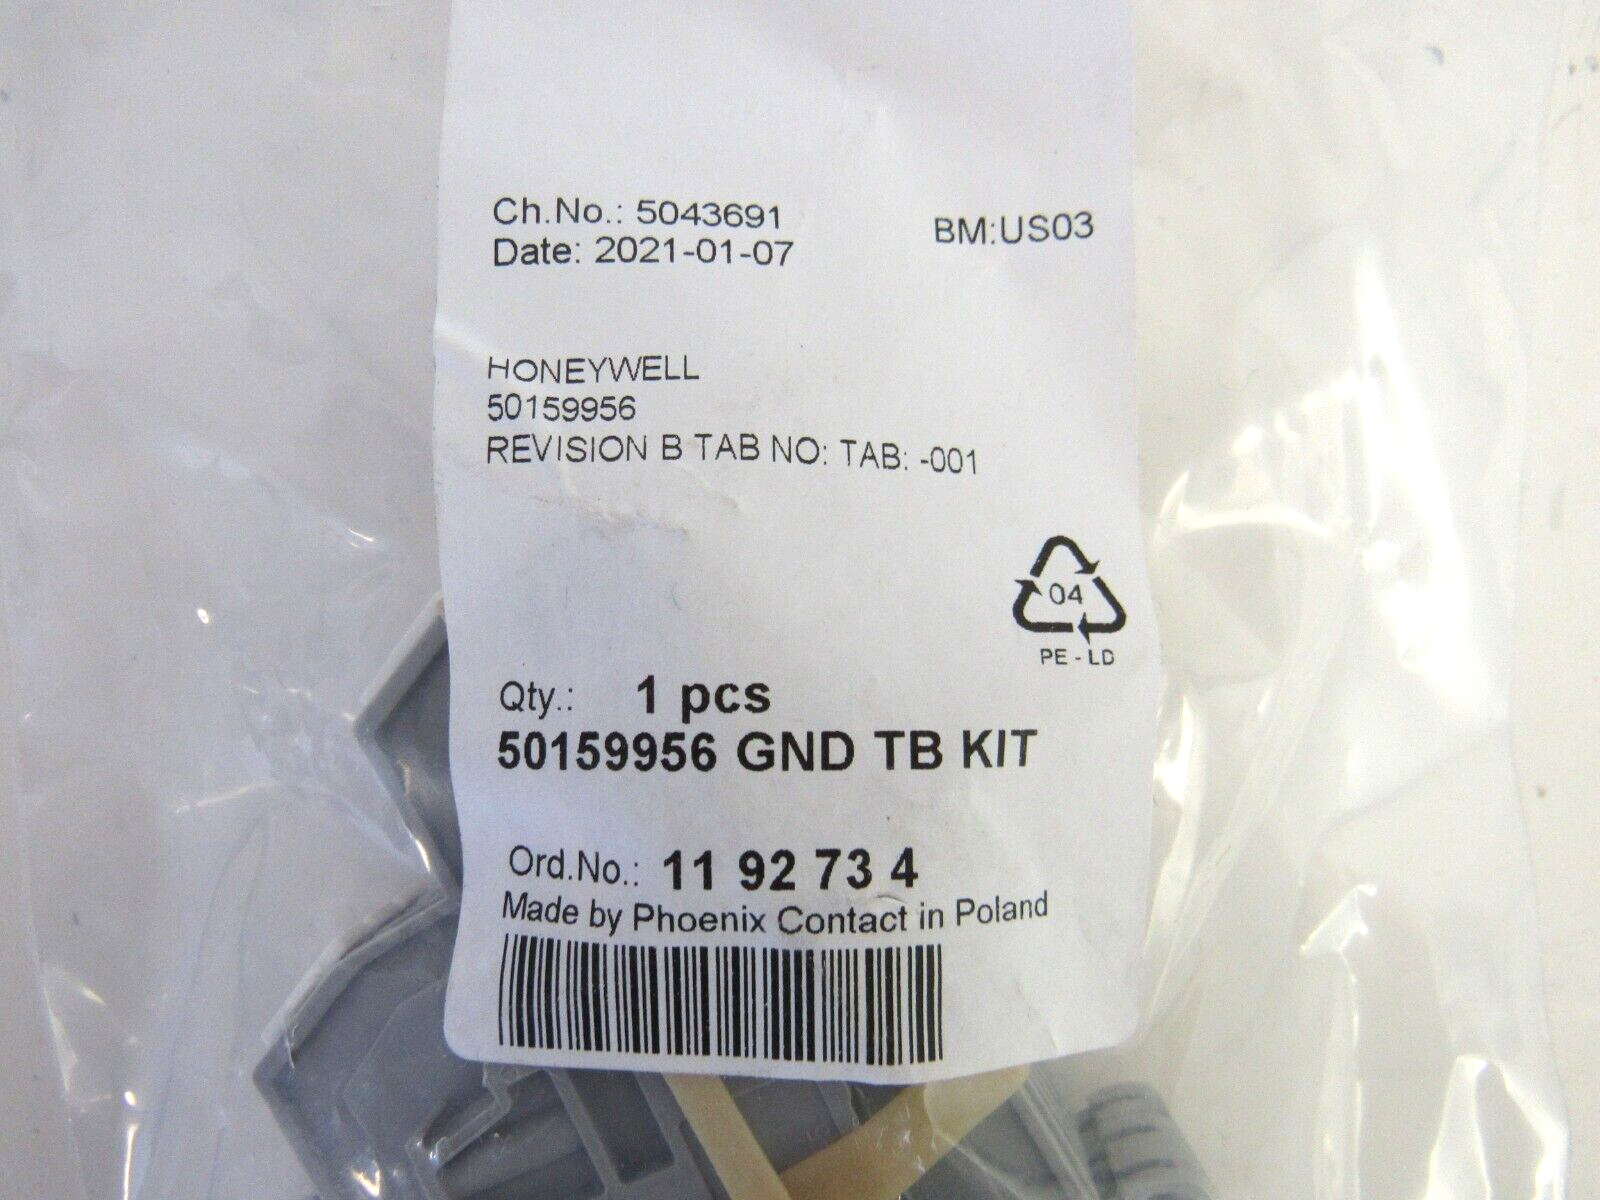 Ch.No.: 5043691
Date: 2021-01-07
BM:US03
HONEYWELL
50159956
REVISION B TAB NO: TAB: -001
04
PE - LD
Qty.: 1 pcs
50159956 GND TB KIT
Ord.No.: 11 92 73 4
Made by Phoenix Contact in Poland